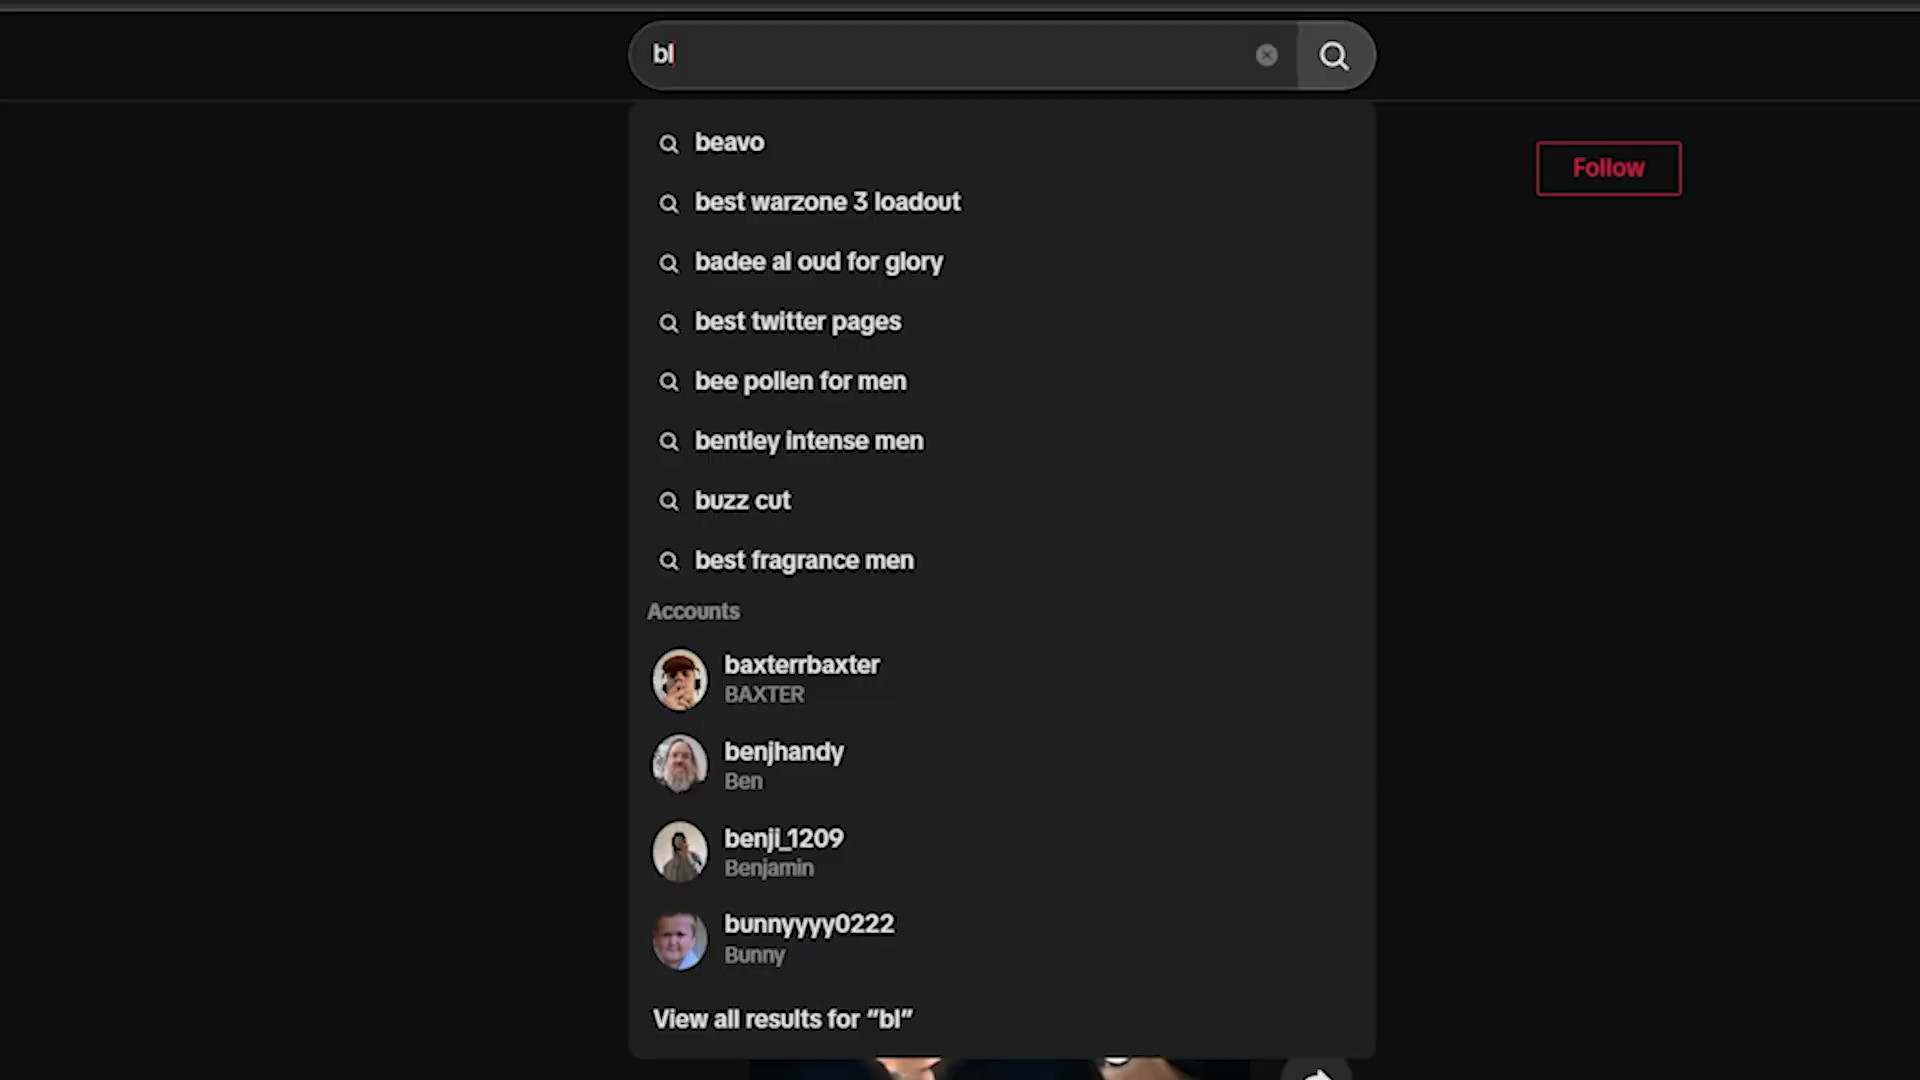 bl
beavo
Follow
best warzone 3 loadout
badee al oud for glory
best twitter pages
bee pollen for men
bentley intense men
buzz cut
best fragrance men
Accounts
baxterrbaxter
BAXTER
benjhandy
Ben
benji_1209
Benjamin
bunnyyyy0222
Bunny
View all results for “bl”